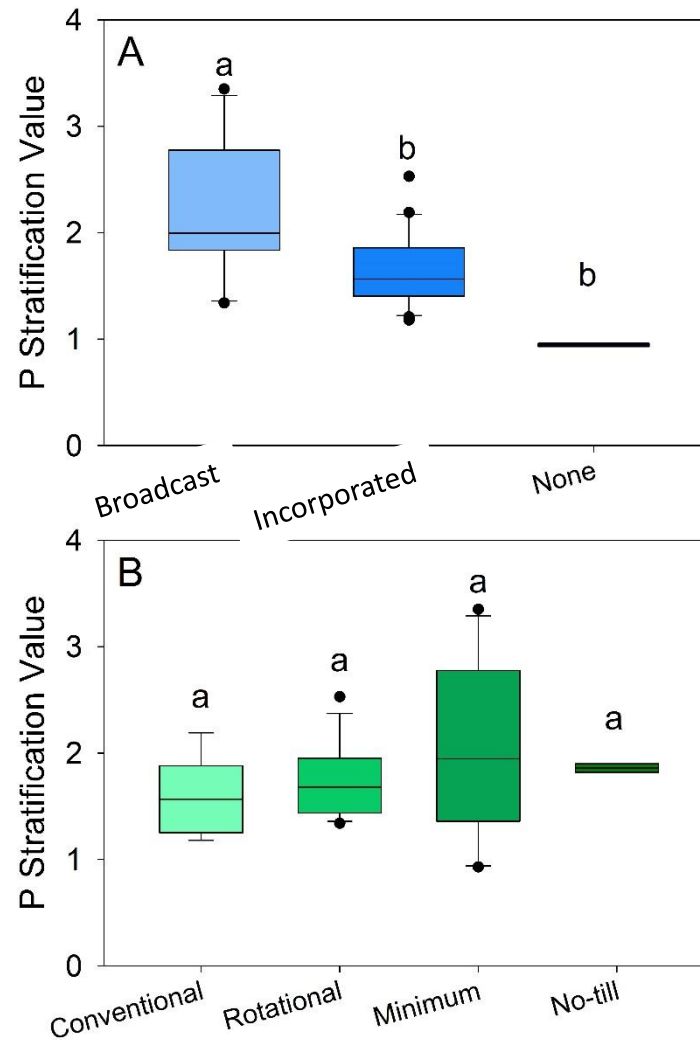 4
A
a
3
b
2
b
1
0
P Stratification Value
Broadcast
Incorporated
None
4
B
a
3
a
a
a
2
1
0
P Stratification Value
Conventional
Rotational
Minimum
No-till